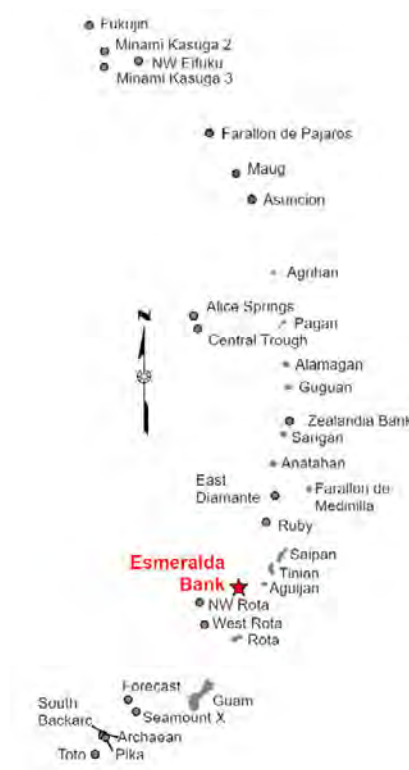 Fukujin
Minami Kasuga 2
NW Eifuku
Minami Kasuga 3
Farallon de Pajaros
Maug
Asuncion
Agrihan
Alice Springs
N
Pagan
Central Trough
Alamagan
Guguan
Zealandia Bank
Sarigan
Anatahan
East
Diamante
Farallon de
Medinilla
Ruby
Saipan
Esmeralda
Bank
Tinian
Aguijan
NW Rota
West Rota
Rota
Forecast
Guam
South
Backarc
Seamount X
Archaean
Toto
Pika